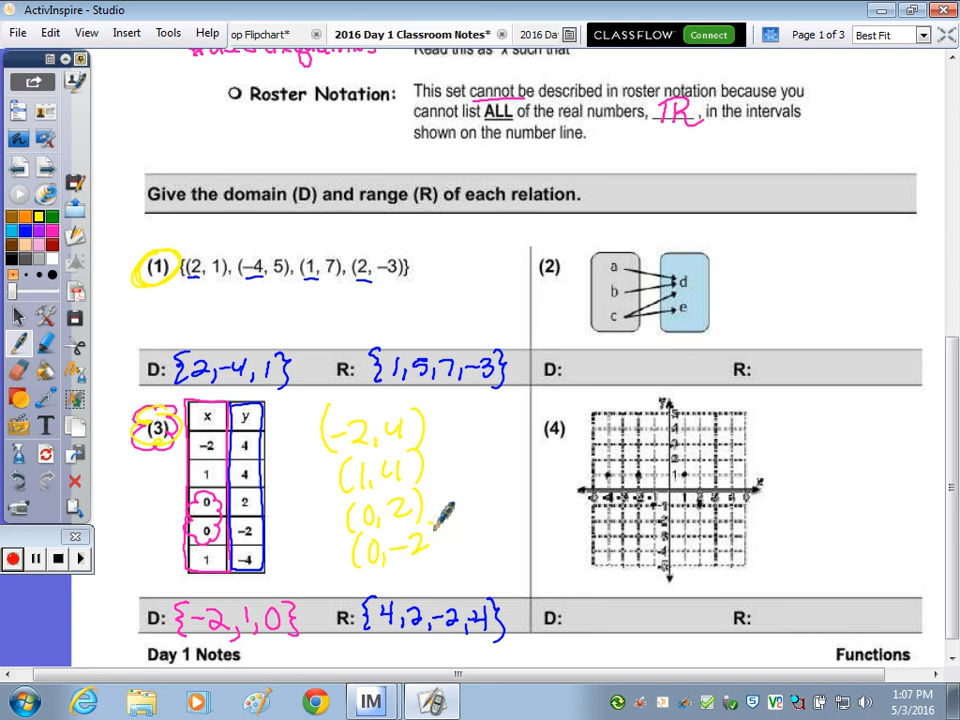 ActivInspire - Studio
File Edit View Insert Tools Help op Flipchart* 2016 Day 1 Classroom Notes* 2016 Da CLASSFLOW Connect Page 1 of 3 Best Fit
Read this as "x such that"
Roster Notation: This set cannot be described in roster notation because you
cannot list ALL of the real numbers, IR, in the intervals
shown on the number line.
Give the domain (D) and range (R) of each relation.
(1) {(2, 1), (–4, 5), (1, 7), (2, –3)}
(2)
a
b
c
d
e
D: {2, -4, 1} R: {1, 5, 7, -3}
D: R:
(3)
x y
–2 4
1 4
0 2
0 –2
1 –4
(-2, 4)
(1, 4)
(0, 2)
(0, -2
(4)
D: {-2, 1, 0} R: {4, 2, -2, -4}
D: R:
Day 1 Notes Functions
IM
1:07 PM
5/3/2016